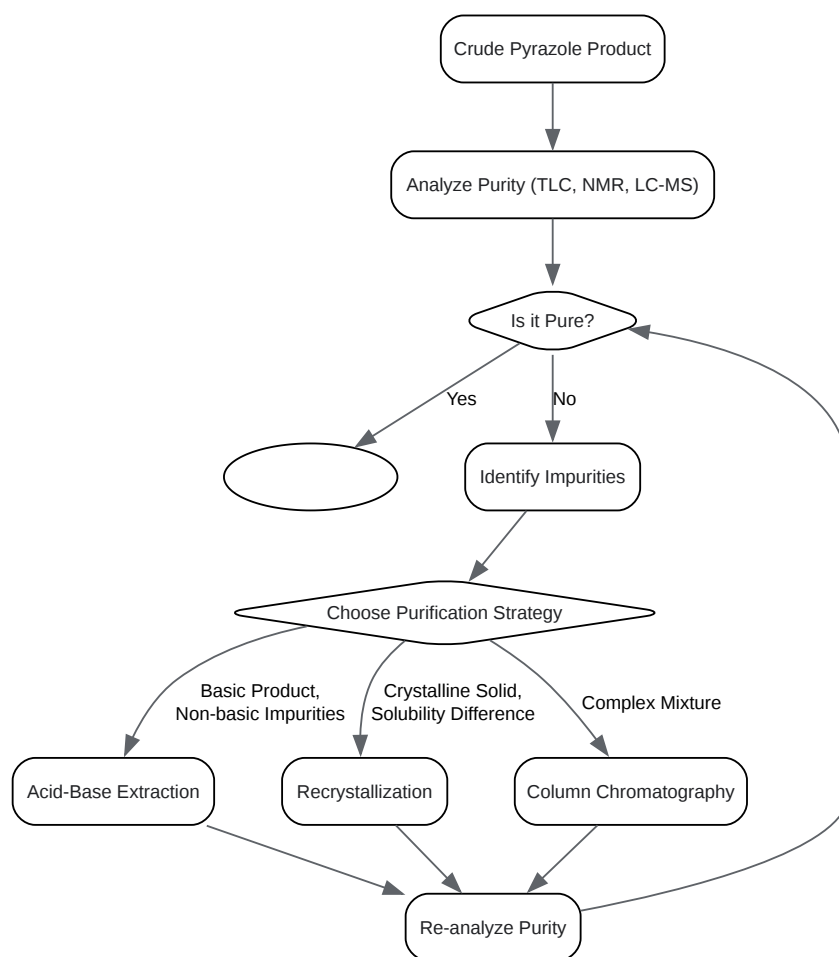 Crude Pyrazole Product
Analyze Purity (TLC, NMR, LC-MS)
Is it Pure?
Yes
No
Identify Impurities
Choose Purification Strategy
Basic Product,
Non-basic Impurities
Crystalline Solid,
Solubility Difference
Complex Mixture
Acid-Base Extraction
Recrystallization
Column Chromatography
Re-analyze Purity